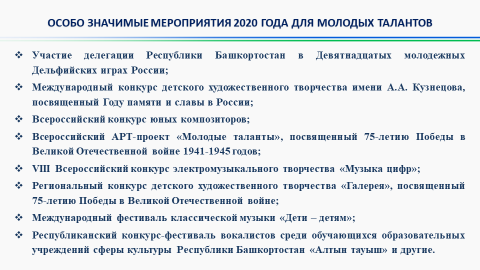 ОСОБО ЗНАЧИМЫЕ МЕРОПРИЯТИЯ 2020 ГОДА ДЛЯ МОЛОДЫХ ТАЛАНТОВ
❖ Участие делегации Республики Башкортостан в Девятнадцатых молодежных
Дельфийских играх России;
❖ Международный конкурс детского художественного творчества имени А.А. Кузнецова,
посвященный Году памяти и славы в России;
❖ Всероссийский конкурс юных композиторов;
❖ Всероссийский АРТ-проект «Молодые таланты», посвященный 75-летию Победы в
Великой Отечественной войне 1941-1945 годов;
❖ VIII Всероссийский конкурс электромузыкального творчества «Музыка цифр»;
❖ Региональный конкурс детского художественного творчества «Галерея», посвященный
75-летию Победы в Великой Отечественной войне;
❖ Международный фестиваль классической музыки «Дети – детям»;
❖ Республиканский конкурс-фестиваль вокалистов среди обучающихся образовательных
учреждений сферы культуры Республики Башкортостан «Алтын тауыш» и другие.